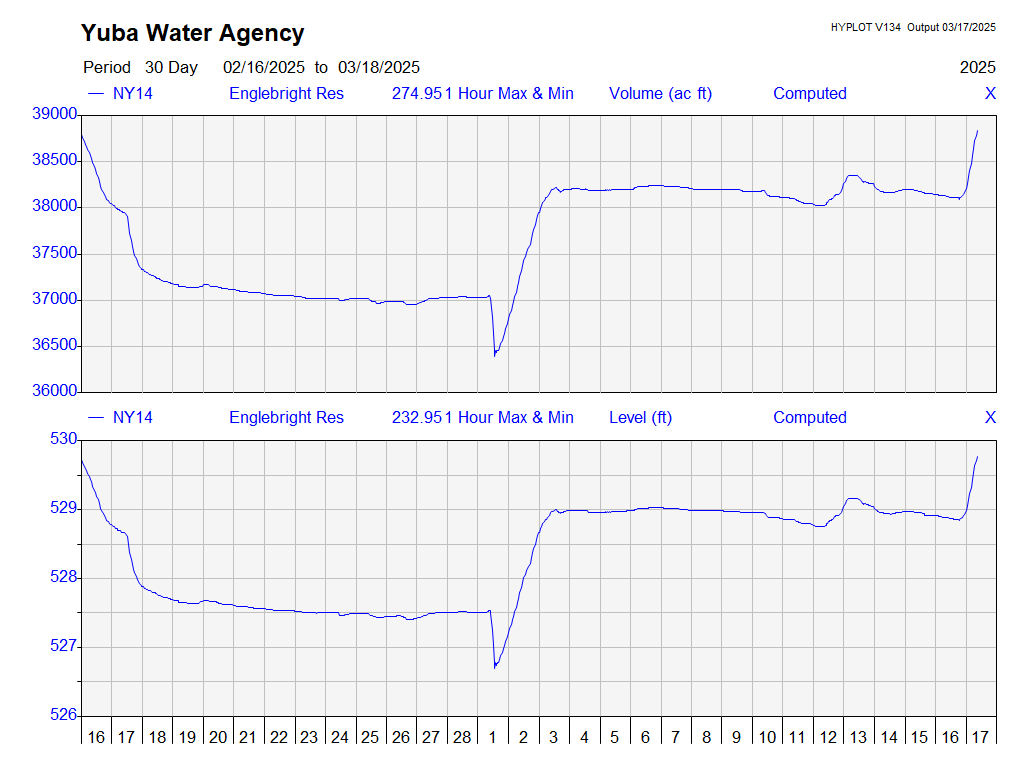 Yuba Water Agency
HYPLOT V134 Output 03/17/2025
Period 30 Day 02/16/2025 to 03/18/2025
2025
NY14 Englebright Res 274.951 Hour Max & Min Volume (ac ft) Computed X
39000
38500
38000
37500
37000
36500
36000
NY14 Englebright Res 232.951 Hour Max & Min Level (ft) Computed X
530
529
528
527
526
16 17 18 19 20 21 22 23 24 25 26 27 28 1 2 3 4 5 6 7 8 9 10 11 12 13 14 15 16 17